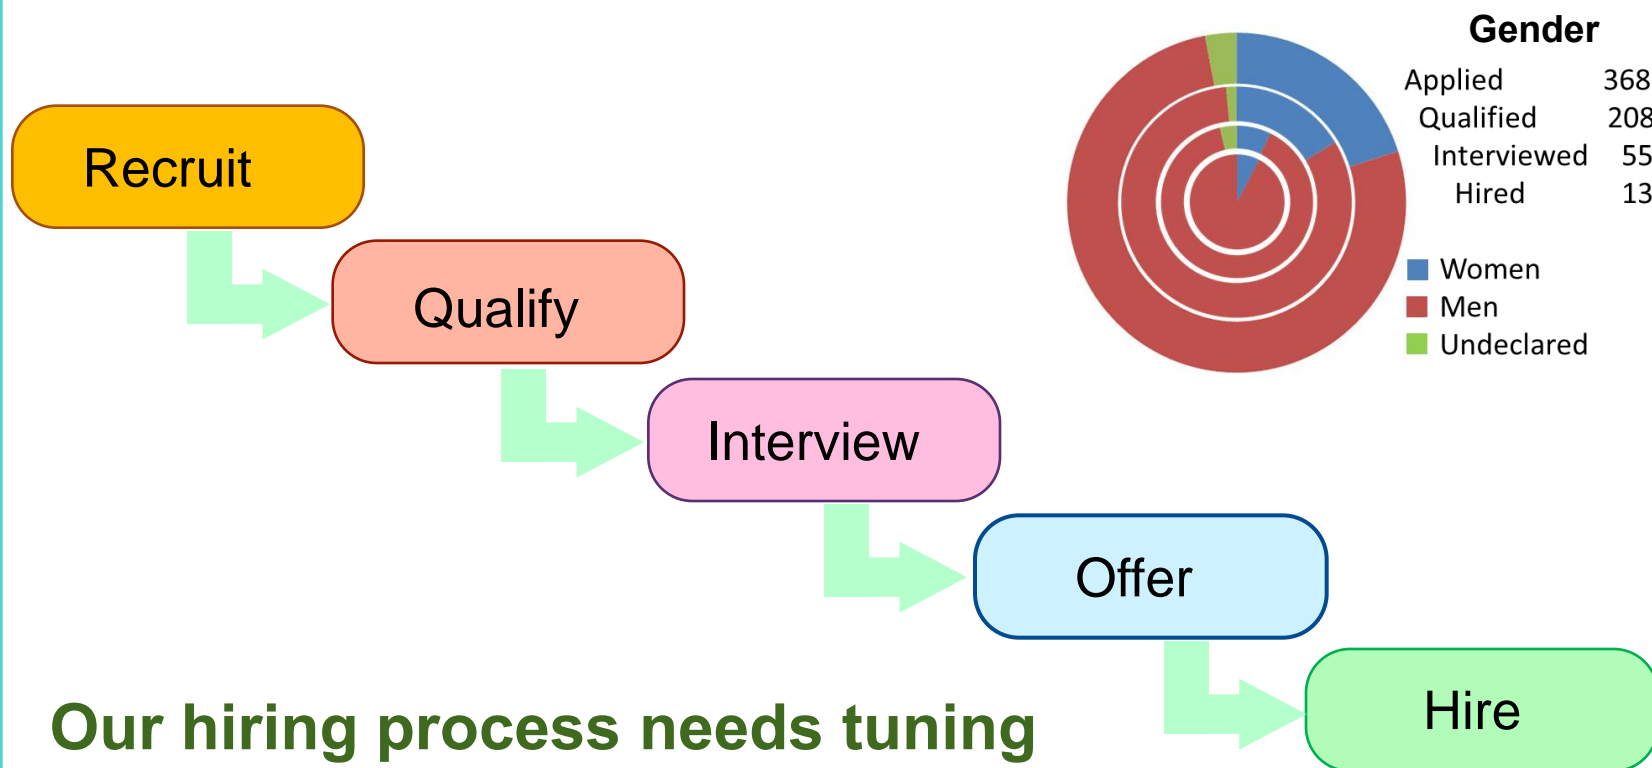 Gender
Applied 368
Qualified 208
Interviewed 55
Hired 13
Women
Men
Undeclared
Recruit
Qualify
Interview
Offer
Hire
Our hiring process needs tuning